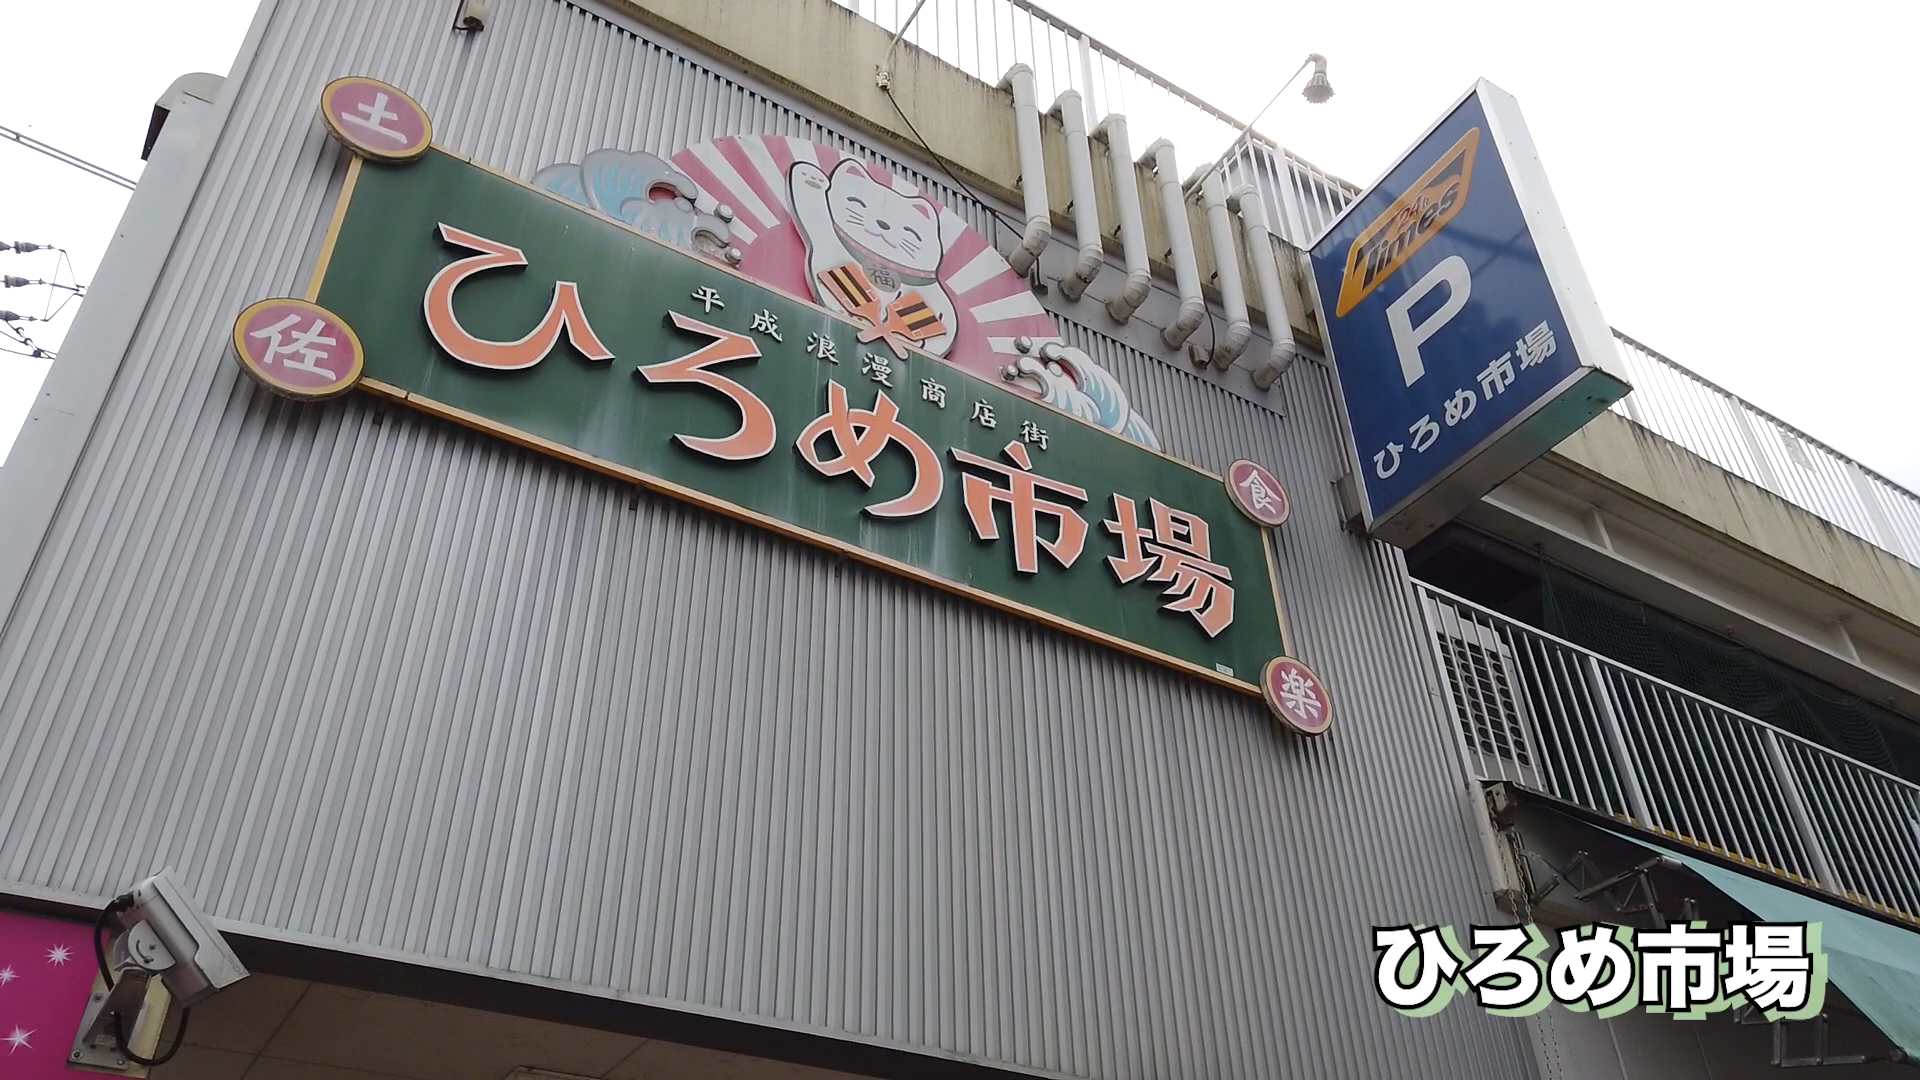 土
佐
福
平成浪漫商店街
ひろめ市場
食
楽
24h
Times
P
ひろめ市場
ひろめ市場